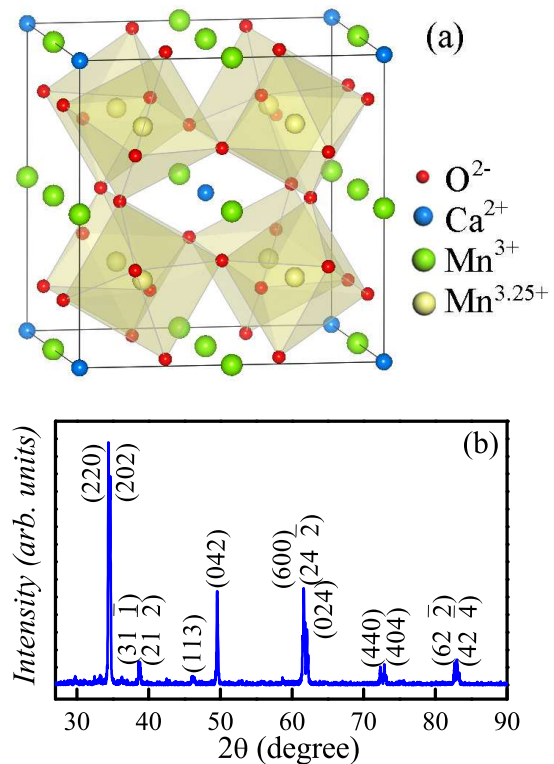 (a)
O²⁻
Ca²⁺
Mn³⁺
Mn³·²⁵⁺
(b)
Intensity (arb. units)
(220)
(202)
(31 1̄)
(21̄ 2)
(113)
(042)
(600)
(24 2̄)
(024)
(440)
(404)
(62 2̄)
(42̄ 4)
30 40 50 60 70 80 90
2θ (degree)